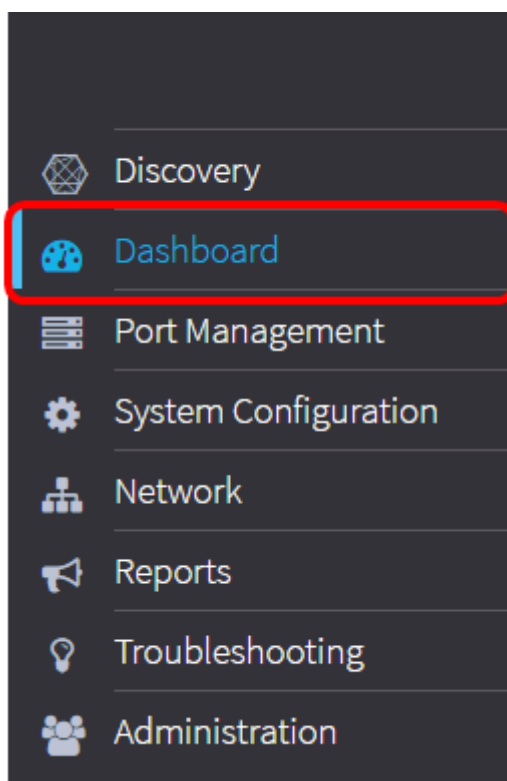 Discovery
Dashboard
Port Management
System Configuration
Network
Reports
Troubleshooting
Administration